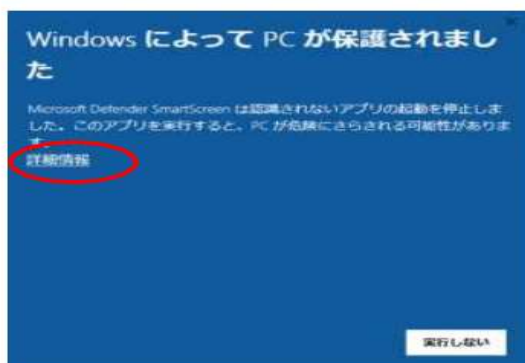 Windows によって PC が保護されまし
た
Microsoft Defender SmartScreen は認識されないアプリの起動を停止しま
した。このアプリを実行すると、PC が危険にさらされる可能性がありま
す。
詳細情報
実行しない